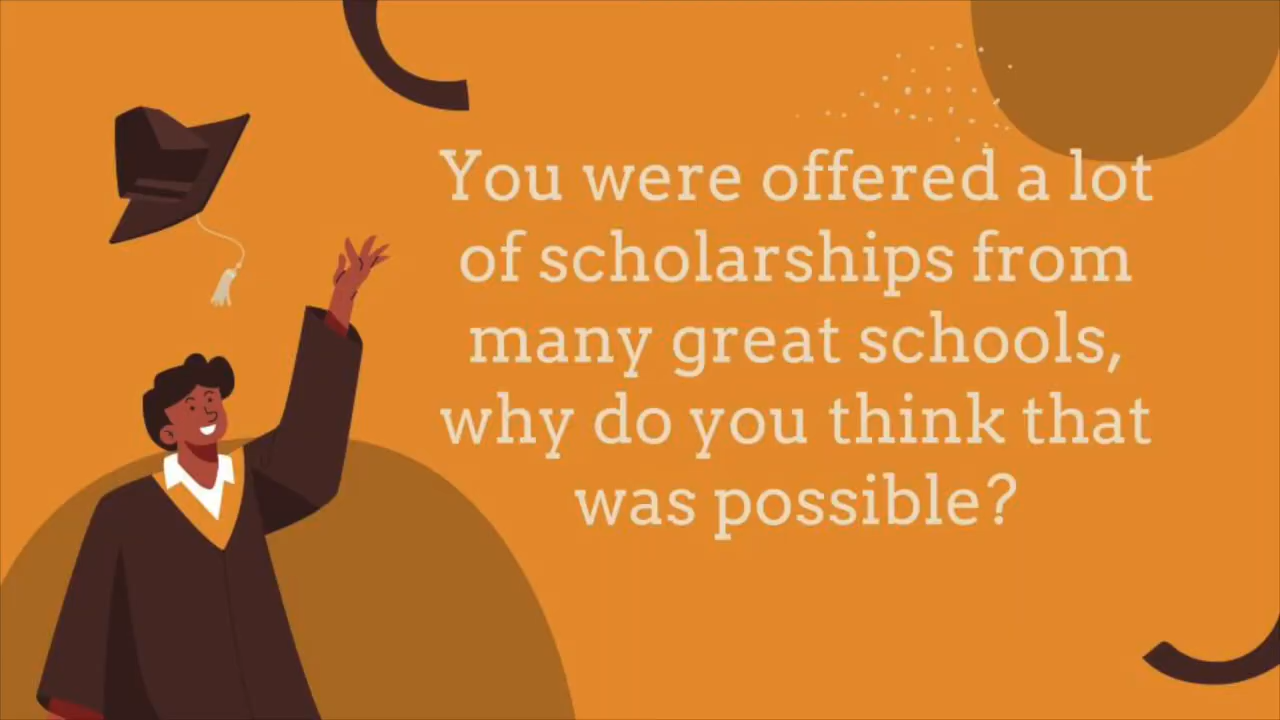 You were offered a lot
of scholarships from
many great schools,
why do you think that
was possible?